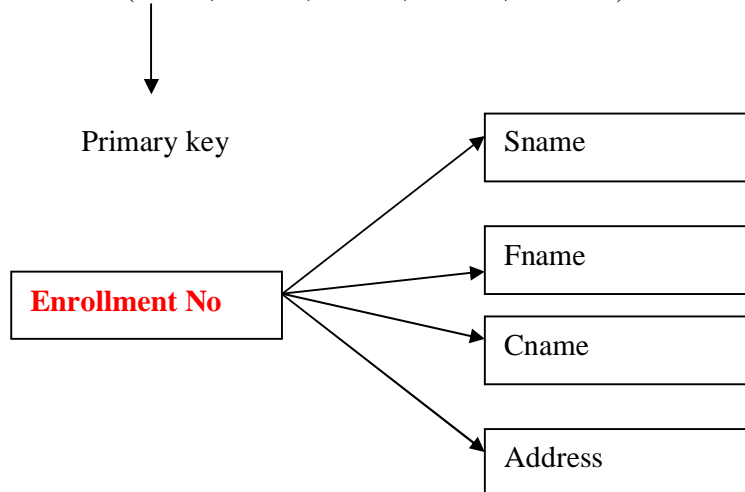 Primary key
Sname
Fname
Enrollment No
Cname
Address